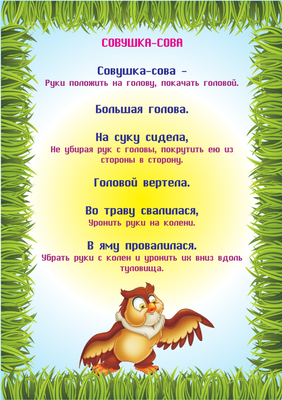 СОВУШКА-СОВА
Совушка-сова –
Руки положить на голову, покачать головой.
Большая голова.
На суку сидела,
Не убирая рук с головы, покрутить ею из
стороны в сторону.
Головой вертела.
Во траву свалилася,
Уронить руки на колени.
В яму провалилася.
Убрать руки с колен и уронить их вниз вдоль
туловища.